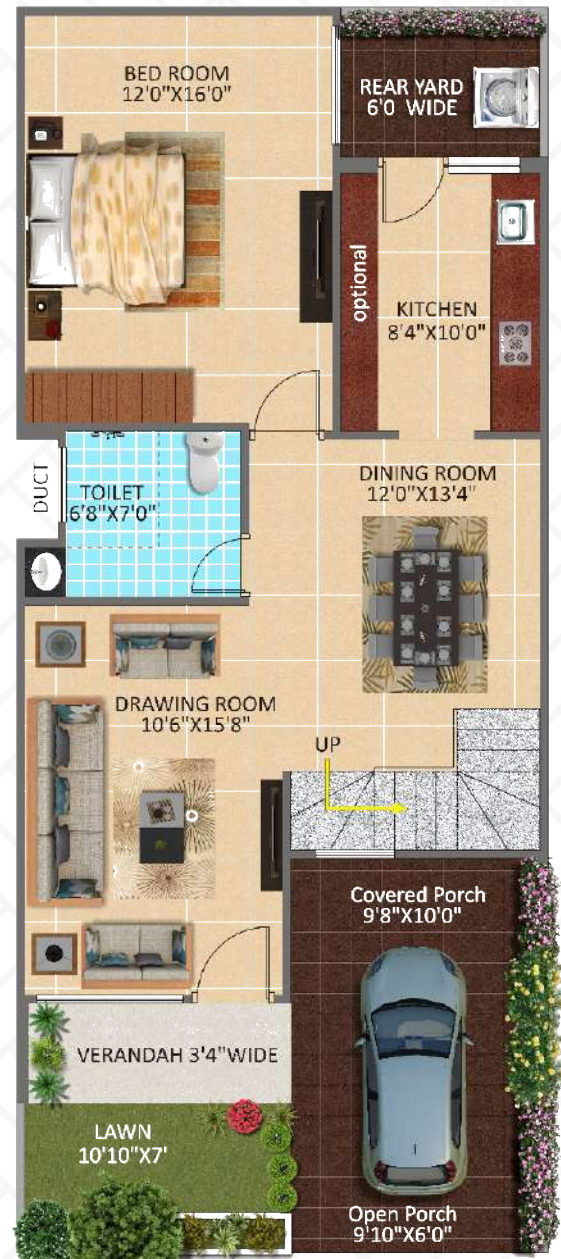 BED ROOM
12'0"X16'0"
REAR YARD
6'0 WIDE
optional
KITCHEN
8'4"X10'0"
DUCT
TOILET
6'8"X7'0"
DINING ROOM
12'0"X13'4"
DRAWING ROOM
10'6"X15'8"
UP
Covered Porch
9'8"X10'0"
VERANDAH 3'4"WIDE
LAWN
10'10"X7'
Open Porch
9'10"X6'0"